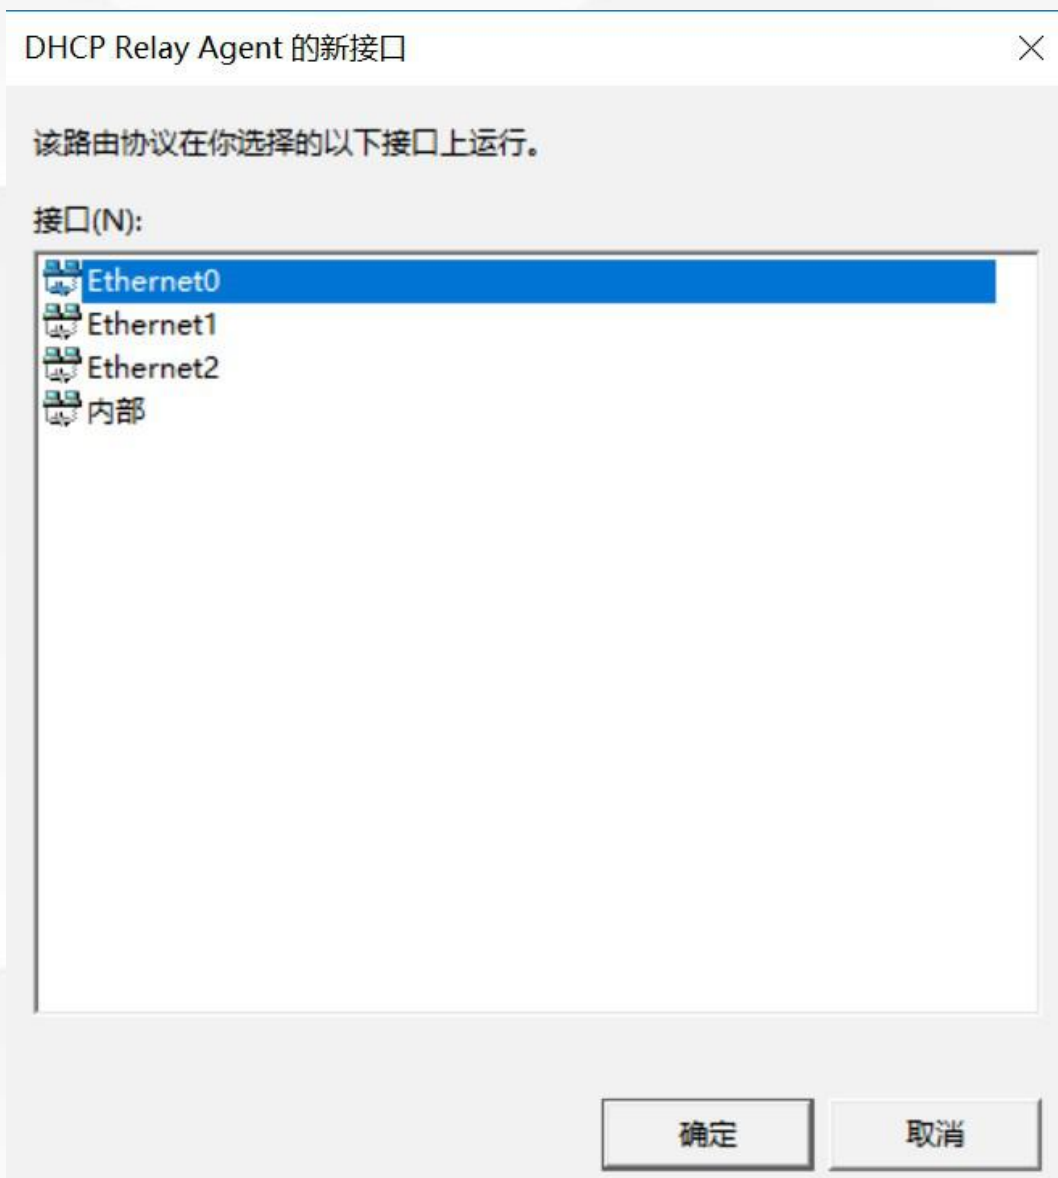 DHCP Relay Agent 的新接口
该路由协议在你选择的以下接口上运行。
接口(N):
Ethernet0
Ethernet1
Ethernet2
内部
确定
取消